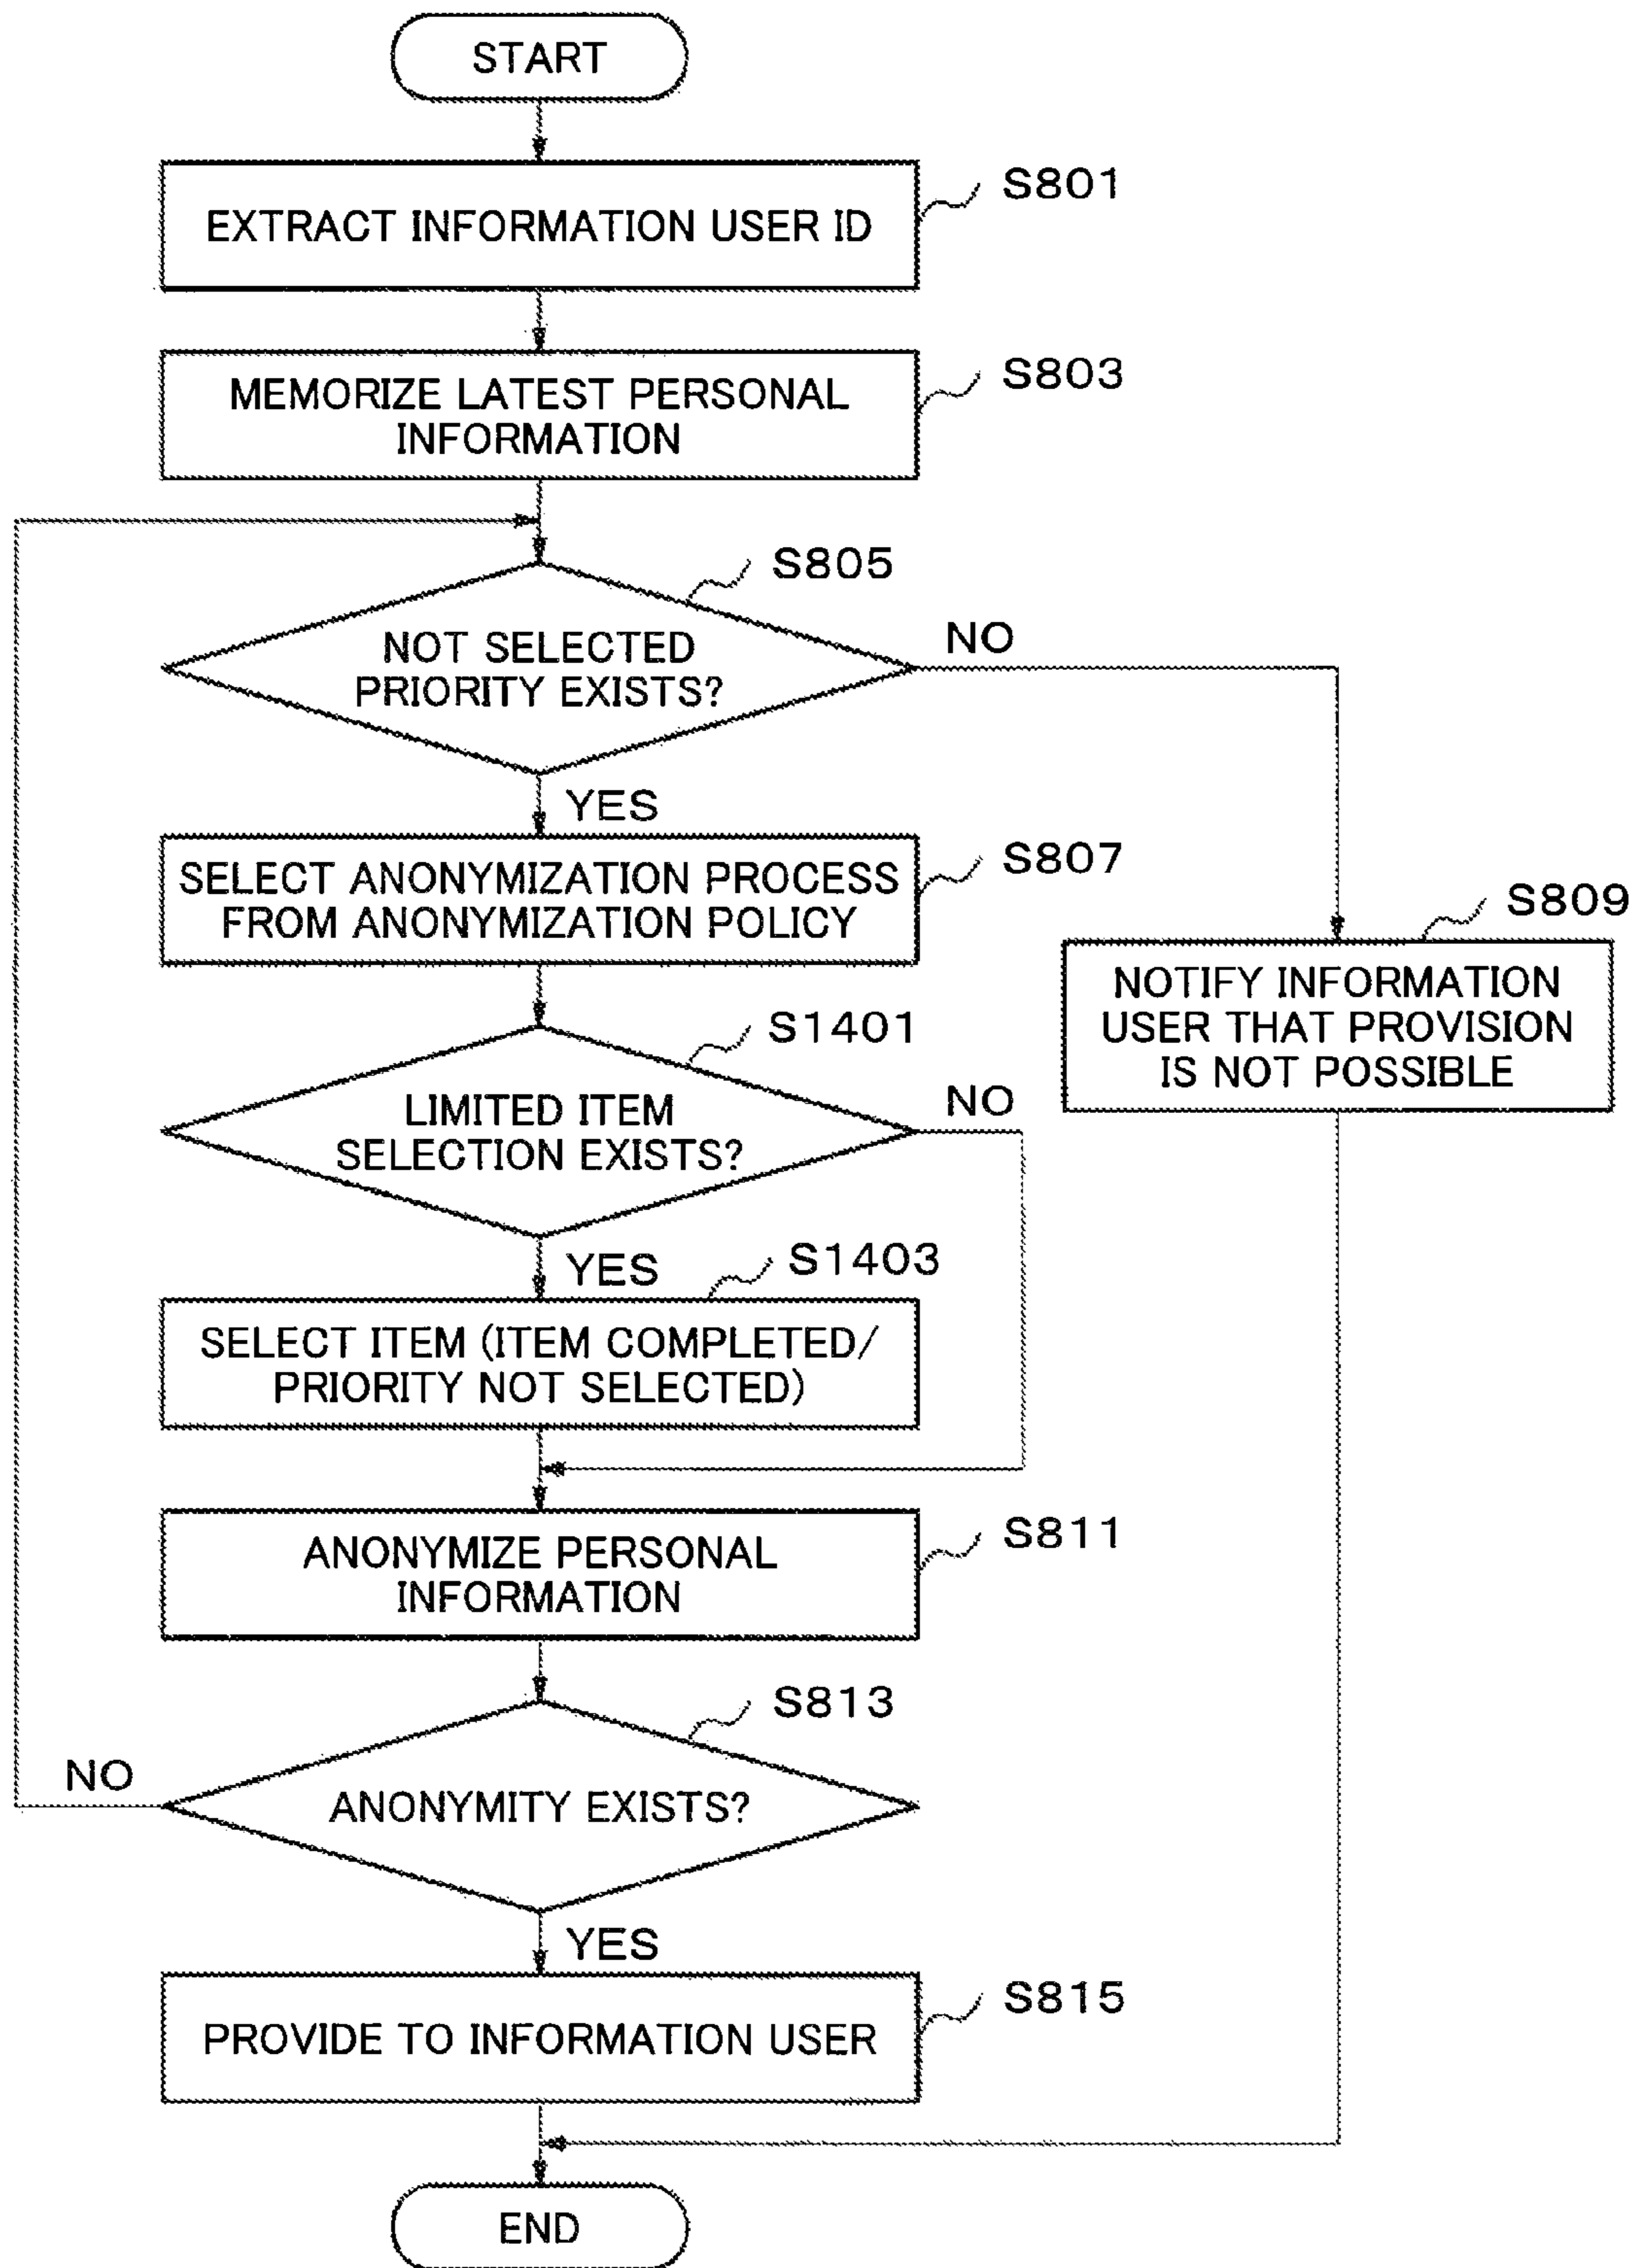 START
EXTRACT INFORMATION USER ID
S801
MEMORIZE LATEST PERSONAL
INFORMATION
S803
S805
NOT SELECTED
PRIORITY EXISTS?
NO
YES
SELECT ANONYMIZATION PROCESS
FROM ANONYMIZATION POLICY
S807
S809
NOTIFY INFORMATION
USER THAT PROVISION
IS NOT POSSIBLE
S1401
LIMITED ITEM
SELECTION EXISTS?
NO
YES
S1403
SELECT ITEM (ITEM COMPLETED/
PRIORITY NOT SELECTED)
ANONYMIZE PERSONAL
INFORMATION
S811
S813
ANONYMITY EXISTS?
NO
YES
PROVIDE TO INFORMATION USER
S815
END